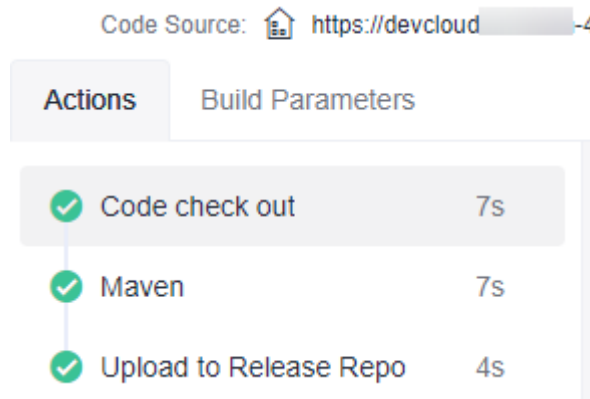 Code Source: https://devcloud
Actions Build Parameters
Code check out 7s
Maven 7s
Upload to Release Repo 4s